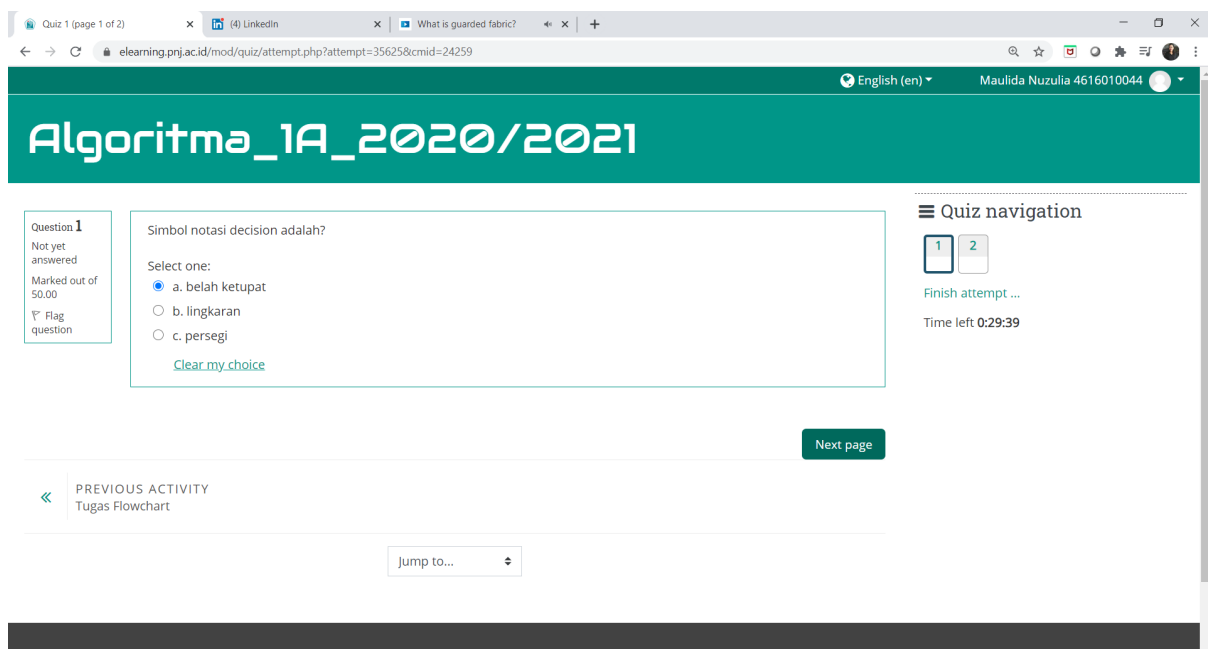 Quiz 1 (page 1 of 2)
(4) LinkedIn
What is guarded fabric?
elearning.pnj.ac.id/mod/quiz/attempt.php?attempt=35625&cmid=24259
English (en)
Maulida Nuzulia 4616010044
Algoritma_1A_2020/2021
Question 1
Not yet
answered
Marked out of
50.00
Flag
question
Simbol notasi decision adalah?
Select one:
a. belah ketupat
b. lingkaran
c. persegi
Clear my choice
Next page
PREVIOUS ACTIVITY
Tugas Flowchart
Jump to...
Quiz navigation
1 2
Finish attempt ...
Time left 0:29:39